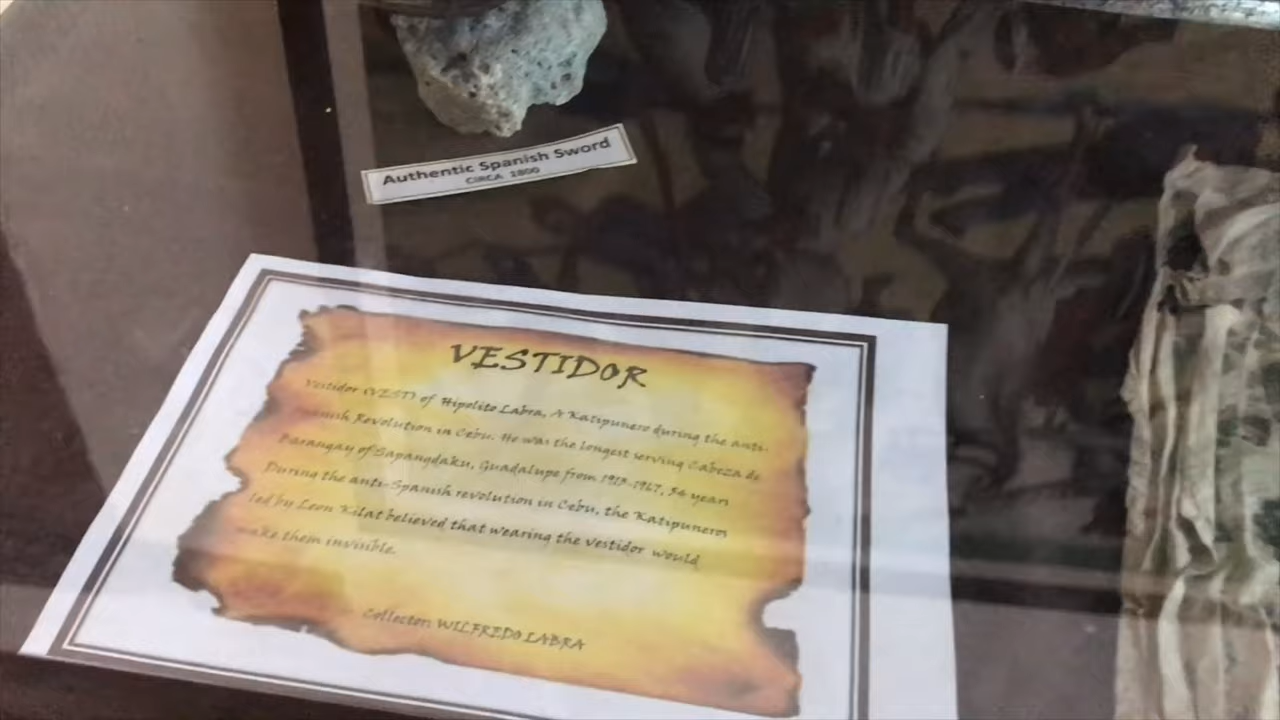 Authentic Spanish Sword
CIRCA 1800
VESTIDOR
Vestidor (VEST) of Hipolito Labra, A Katipunero during the anti-
Spanish Revolution in Cebu. He was the longest serving Cabeza de
Barangay of Sapangdaku, Guadalupe from 1913-1967, 54 years
During the anti-Spanish revolution in Cebu, the Katipuneros
led by Leon Kilat believed that wearing the vestidor would
make them invisible.
Collector: WILFREDO LABRA